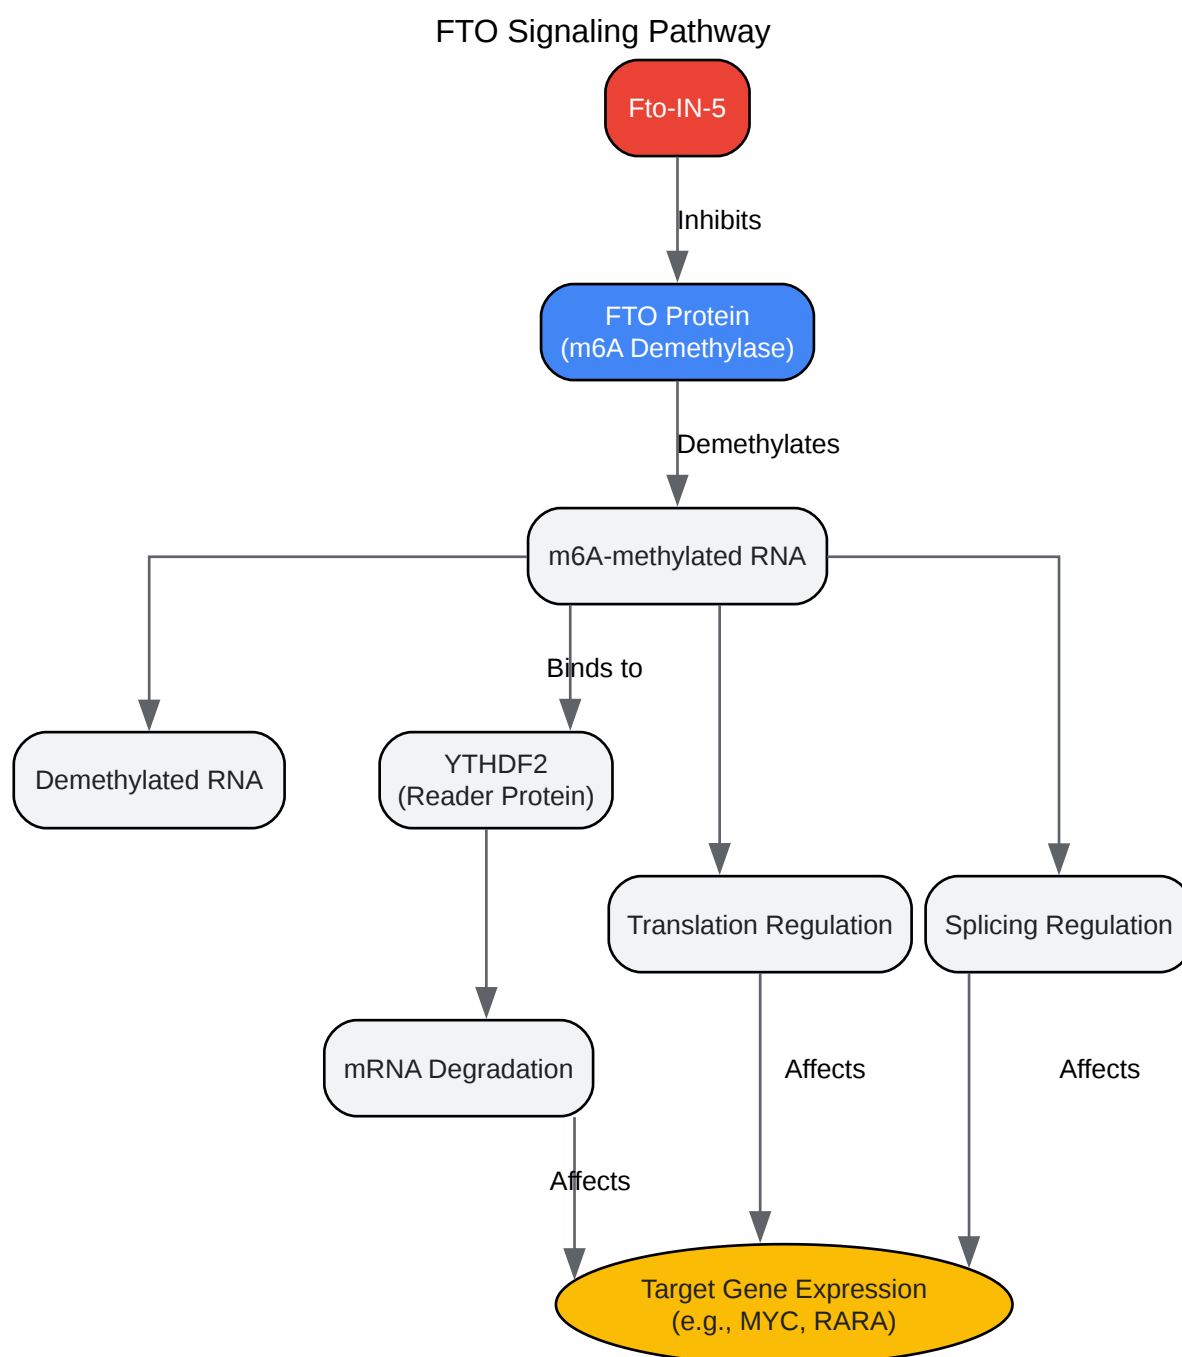 FTO Signaling Pathway
Fto-IN-5
Inhibits
FTO Protein
(m6A Demethylase)
Demethylates
m6A-methylated RNA
Binds to
Demethylated RNA
YTHDF2
(Reader Protein)
Translation Regulation
Splicing Regulation
mRNA Degradation
Affects
Affects
Affects
Target Gene Expression
(e.g., MYC, RARA)